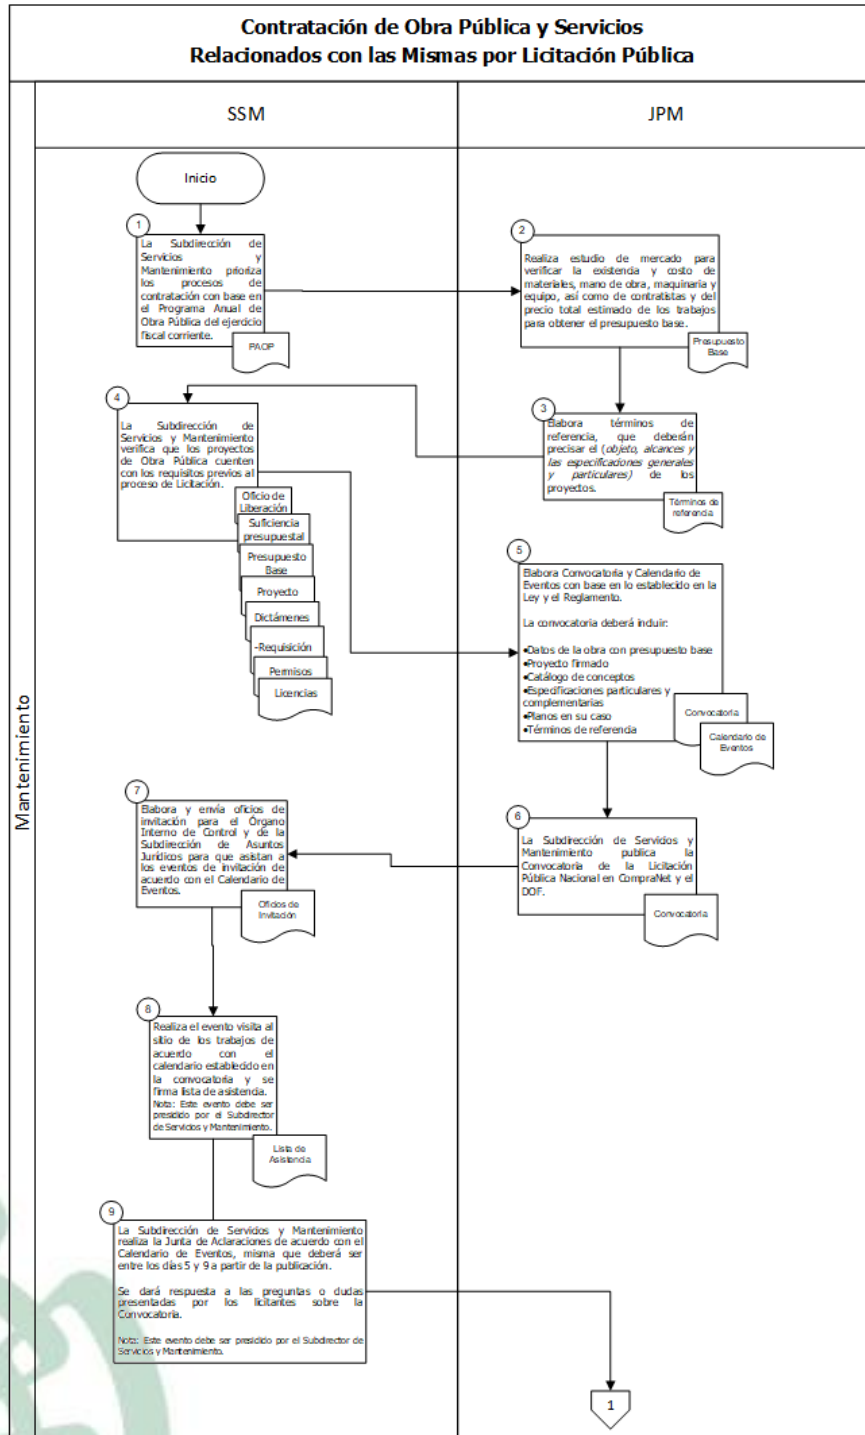 Contratación de Obra Pública y Servicios
Relacionados con las Mismas por Licitación Pública
Mantenimiento
SSM
JPM
Inicio
1
La Subdirección de
Servicios y
Mantenimiento prioriza
los procesos de
contratación con base en
el Programa Anual de
Obra Pública del ejercicio
fiscal corriente.
PAOP
2
Realiza estudio de mercado para
verificar la existencia y costo de
materiales, mano de obra, maquinaria y
equipo, así como de contratistas y del
precio total estimado de los trabajos
para obtener el presupuesto base.
Presupuesto
Base
3
Elabora términos de
referencia, que deberán
precisar el (objeto, alcances y
las especificaciones generales
y particulares) de los
proyectos.
Términos de
referencia
4
La Subdirección de
Servicios y Mantenimiento
verifica que los proyectos
de Obra Pública cuenten
con los requisitos previos al
proceso de Licitación.
Oficio de
Liberación
Suficiencia
presupuestal
Presupuesto
Base
Proyecto
Dictámenes
-Requisición
Permisos
Licencias
5
Elabora Convocatoria y Calendario de
Eventos con base en lo establecido en la
Ley y el Reglamento.
La convocatoria deberá incluir:
•Datos de la obra con presupuesto base
•Proyecto firmado
•Catálogo de conceptos
•Especificaciones particulares y
complementarias
•Planos en su caso
•Términos de referencia
Convocatoria
Calendario de
Eventos
6
La Subdirección de Servicios y
Mantenimiento publica la
Convocatoria de la Licitación
Pública Nacional en CompraNet y el
DOF.
Convocatoria
7
Elabora y envía oficios de
invitación para el Órgano
Interno de Control y de la
Subdirección de Asuntos
Jurídicos para que asistan a
los eventos de invitación de
acuerdo con el Calendario de
Eventos.
Oficios de
Invitación
8
Realiza el evento visita al
sitio de los trabajos de
acuerdo con el
calendario establecido en
la convocatoria y se
firma lista de asistencia.
Nota: Este evento debe ser
presidido por el Subdirector
de Servicios y Mantenimiento.
Lista de
Asistencia
9
La Subdirección de Servicios y Mantenimiento
realiza la Junta de Aclaraciones de acuerdo con el
Calendario de Eventos, misma que deberá ser
entre los días 5 y 9 a partir de la publicación.
Se dará respuesta a las preguntas o dudas
presentadas por los licitantes sobre la
Convocatoria.
Nota: Este evento debe ser presidido por el Subdirector de
Servicios y Mantenimiento.
1